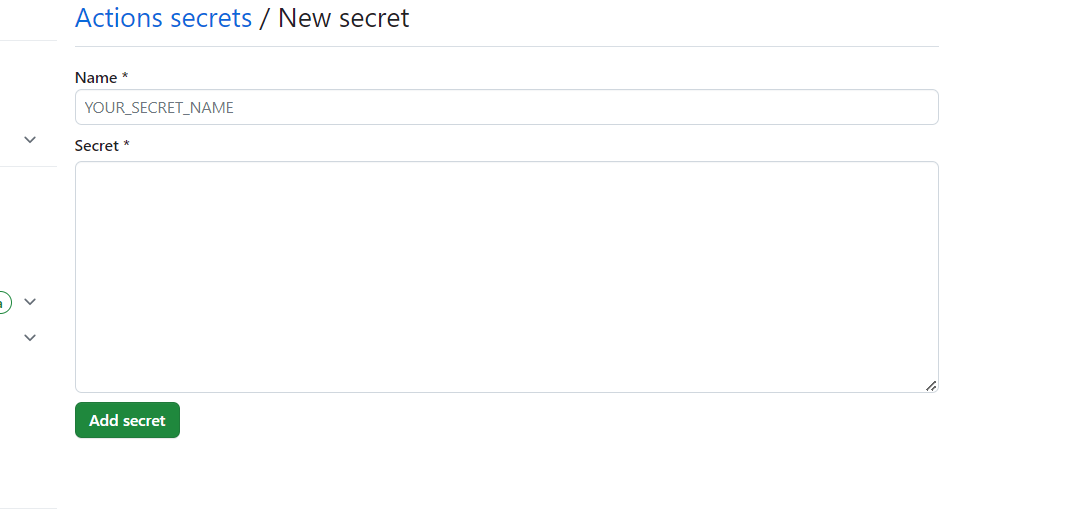 Actions secrets / New secret
Name *
YOUR_SECRET_NAME
Secret *
Add secret